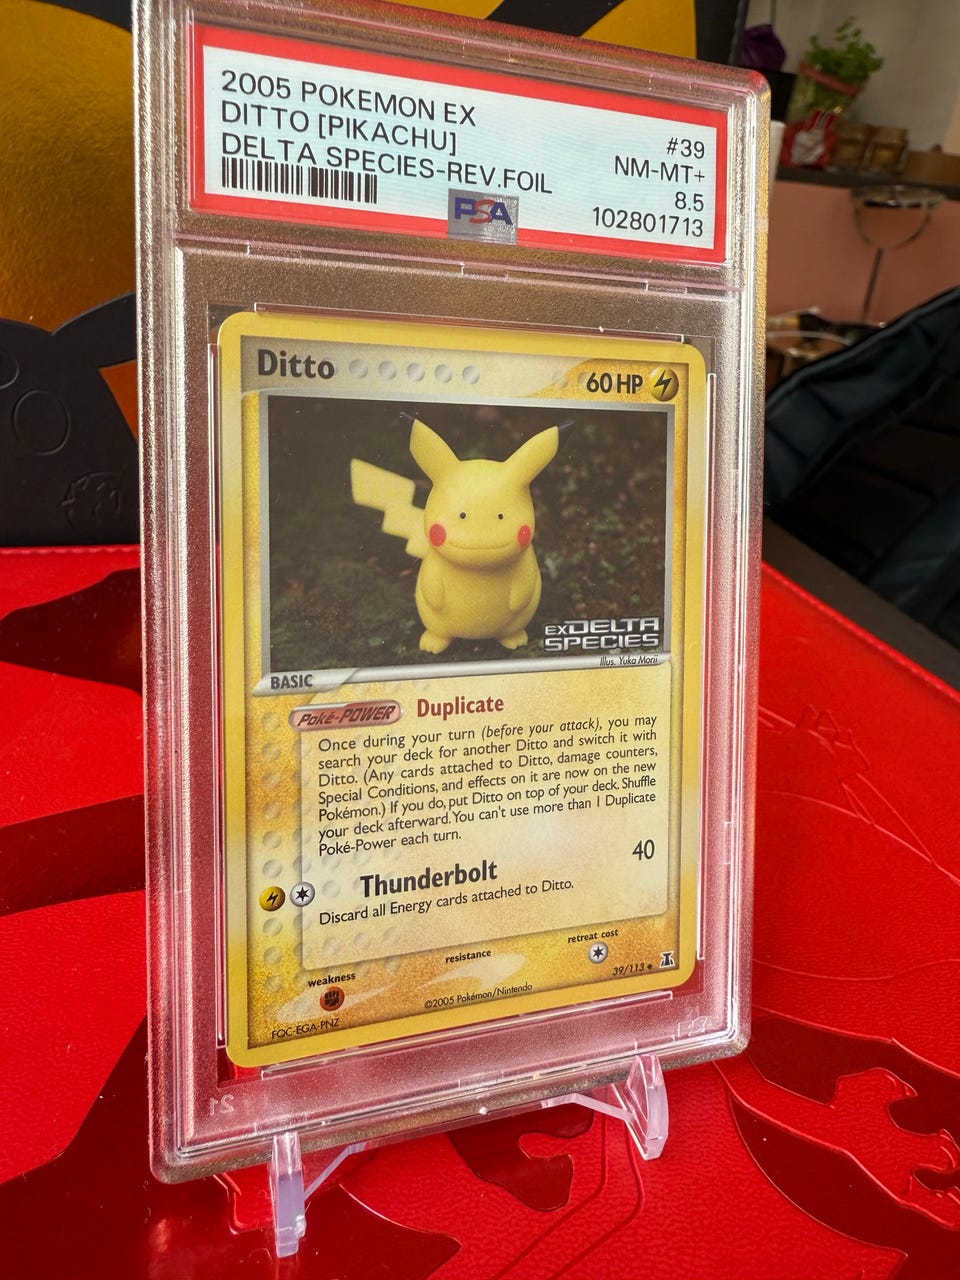 2005 POKEMON EX
#39
DITTO [PIKACHU]
NM-MT+
DELTA SPECIES-REV.FOIL
8.5
PSA
102801713
Ditto
60 HP
EX DELTA
SPECIES
Illus. Yuka Morii
BASIC
Poké-POWER Duplicate
Once during your turn (before your attack), you may
search your deck for another Ditto and switch it with
Ditto. (Any cards attached to Ditto, damage counters,
Special Conditions, and effects on it are now on the new
Pokémon.) If you do, put Ditto on top of your deck. Shuffle
your deck afterward. You can't use more than 1 Duplicate
Poké-Power each turn.
Thunderbolt 40
Discard all Energy cards attached to Ditto.
weakness
resistance
retreat cost
39/113
©2005 Pokémon/Nintendo
FQC-EGA-PNZ
21